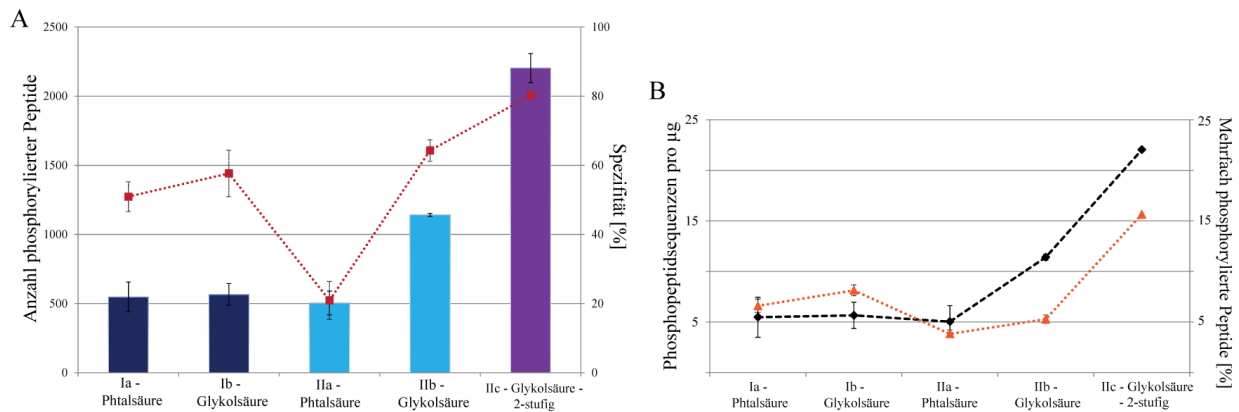 A
2500
2000
1500
1000
500
0
Anzahl phosphorylierter Peptide
100
80
60
40
20
0
Spezifität [%]
Ia -
Phtalsäure
Ib -
Glykolsäure
IIa -
Phtalsäure
IIb -
Glykolsäure
IIc - Glykolsäure -
2-stufig
B
25
15
5
Phosphopeptidsequenzen pro µg
25
15
5
Mehrfach phosphorylierte Peptide [%]
Ia -
Phtalsäure
Ib -
Glykolsäure
IIa -
Phtalsäure
IIb -
Glykolsäure
IIc - Glykolsäure
- 2-stufig